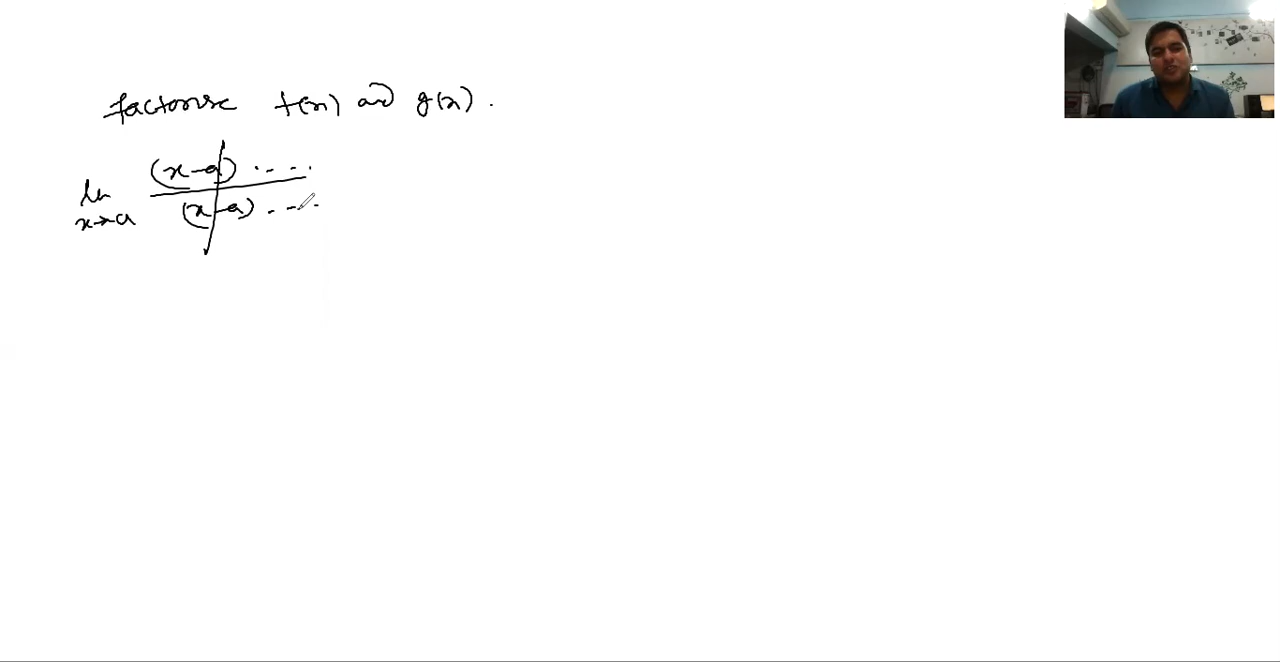 factorise f(x) and g(x).
lim x→a (x-a) .... / (x-a) ....